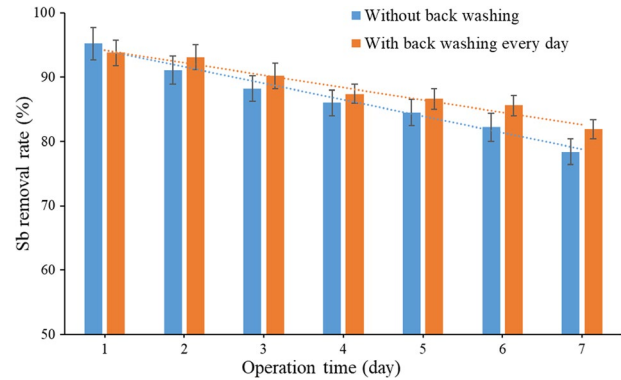 Without back washing
With back washing every day
Sb removal rate (%)
100
90
80
70
60
50
1 2 3 4 5 6 7
Operation time (day)